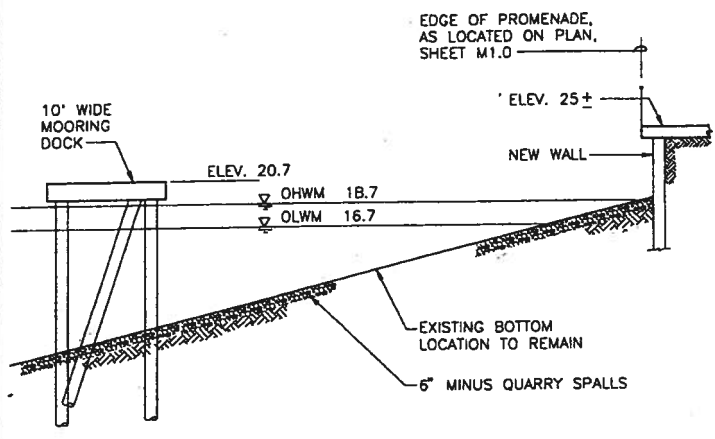 EDGE OF PROMENADE,
AS LOCATED ON PLAN,
SHEET M1.0
ELEV. 25±
10' WIDE
MOORING
DOCK
ELEV. 20.7
NEW WALL
OHWM 18.7
OLWM 16.7
EXISTING BOTTOM
LOCATION TO REMAIN
6" MINUS QUARRY SPALLS